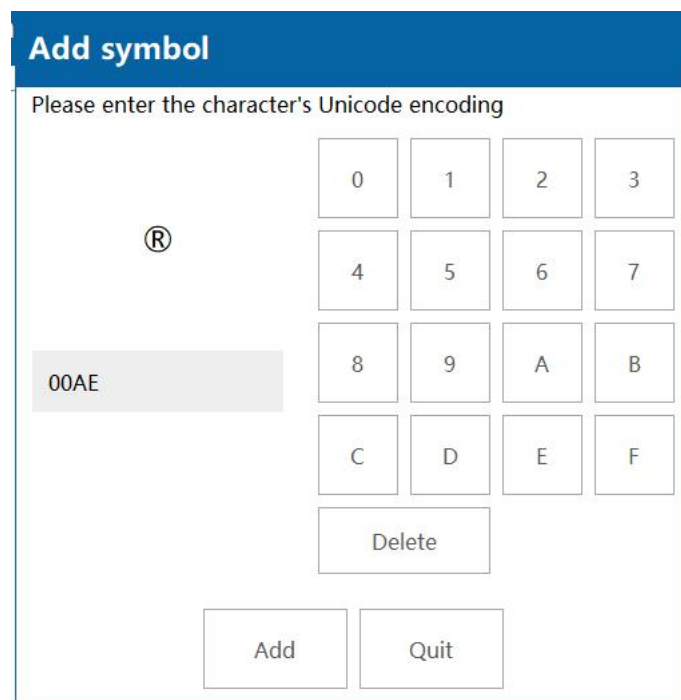 Add symbol
Please enter the character's Unicode encoding
®
00AE
0 1 2 3
4 5 6 7
8 9 A B
C D E F
Delete
Add Quit